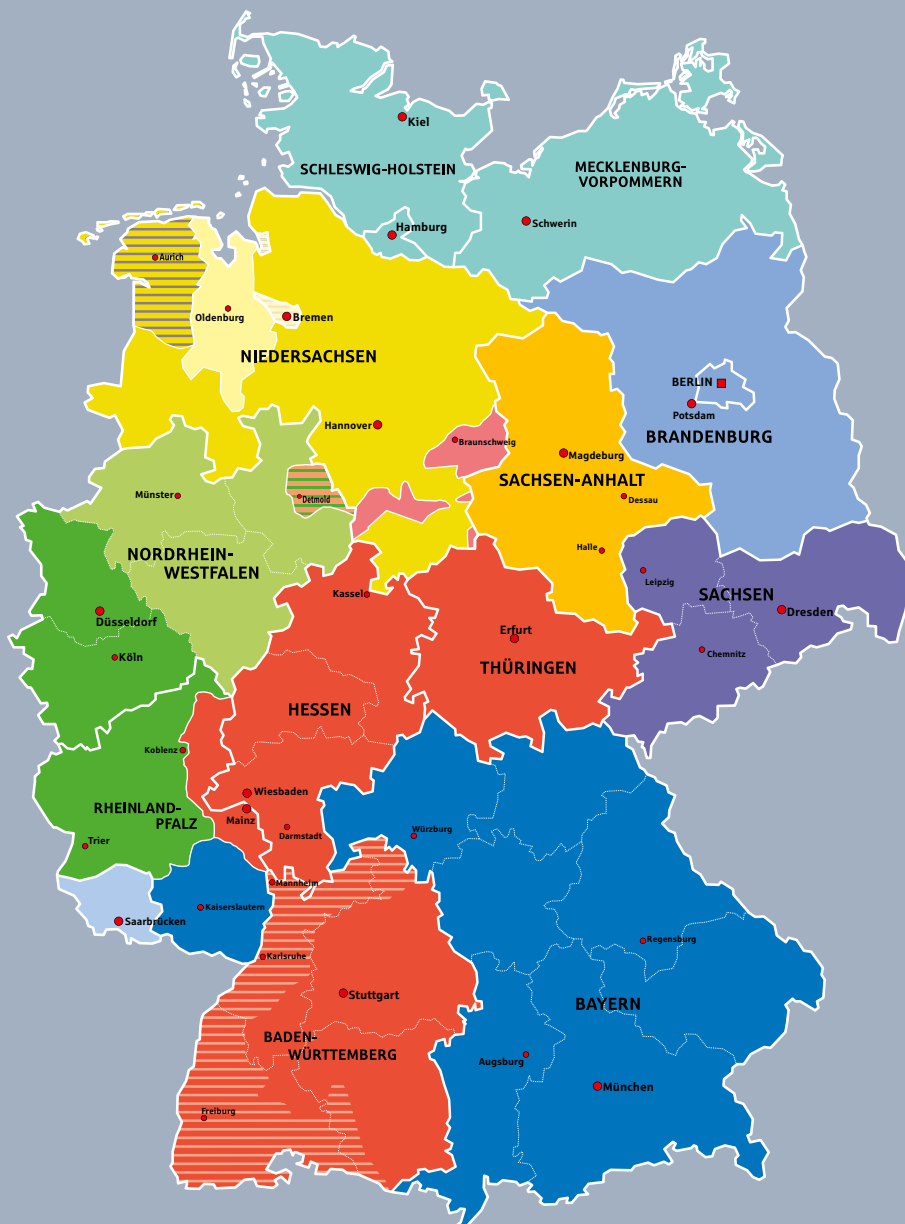 Kiel
SCHLESWIG-HOLSTEIN
MECKLENBURG-
VORPOMMERN
Hamburg
Schwerin
Aurich
Oldenburg
Bremen
NIEDERSACHSEN
BERLIN
Potsdam
BRANDENBURG
Hannover
Braunschweig
Magdeburg
SACHSEN-ANHALT
Münster
Detmold
Dessau
NORDRHEIN-
WESTFALEN
Halle
Leipzig
SACHSEN
Kassel
Düsseldorf
Dresden
Erfurt
Köln
Chemnitz
THÜRINGEN
HESSEN
Koblenz
Wiesbaden
RHEINLAND-
PFALZ
Mainz
Darmstadt
Würzburg
Trier
Mannheim
Kaiserslautern
Saarbrücken
Regensburg
Karlsruhe
Stuttgart
BAYERN
BADEN-
WÜRTTEMBERG
Augsburg
München
Freiburg